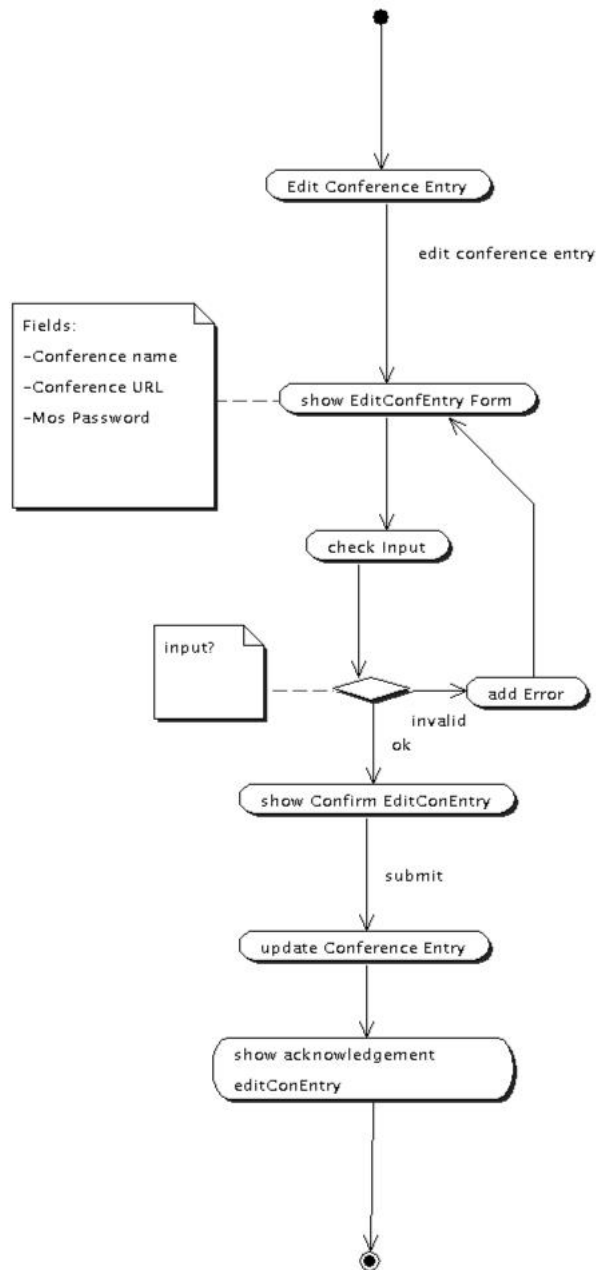 Edit Conference Entry
edit conference entry
Fields:
-Conference name
-Conference URL
-Mos Password
show EditConfEntry Form
check Input
input?
add Error
invalid
ok
show Confirm EditConEntry
submit
update Conference Entry
show acknowledgement
editConEntry